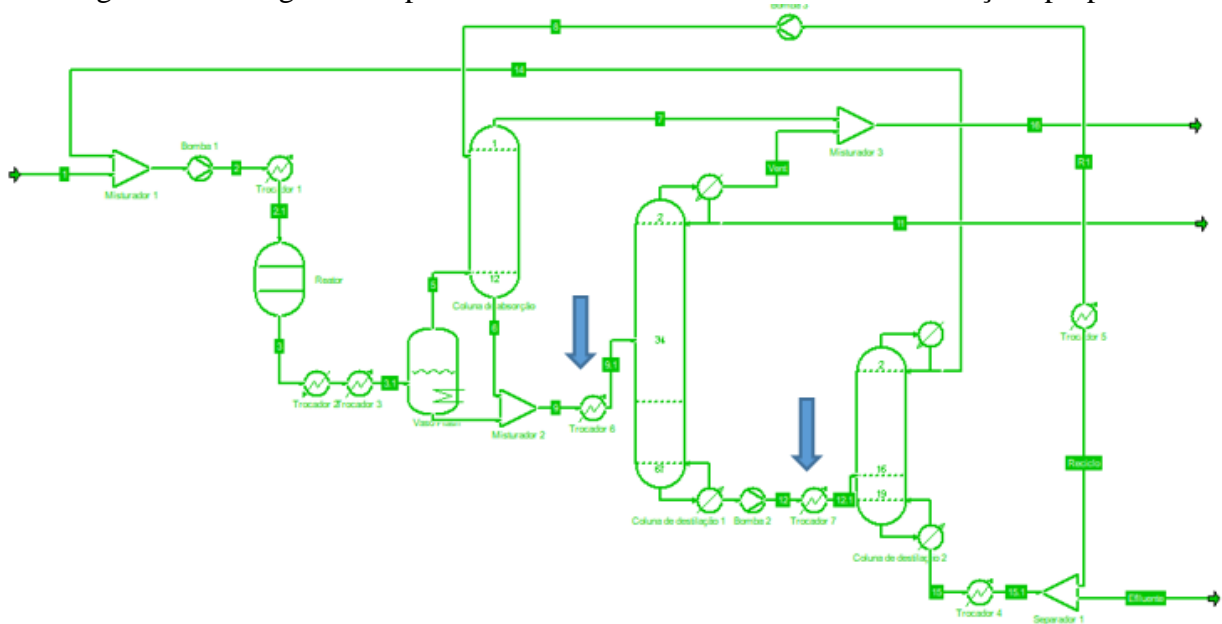 Bomba 3
8
14
1
Misturador 1
Bomba 1
2
Trocador 1
2.1
Reator
3
Trocador 2
Trocador 3
3.1
Vaso Flash
5
1
12
Coluna de absorção
6
7
Misturador 2
9
Trocador 6
9.1
2
34
Coluna de destilação 1
Vent
Misturador 3
11
Bomba 2
12
Trocador 7
12.1
2
16
19
Coluna de destilação 2
15
Trocador 4
15.1
Separador 1
Efluente
Reciclo
Trocador 5
R1